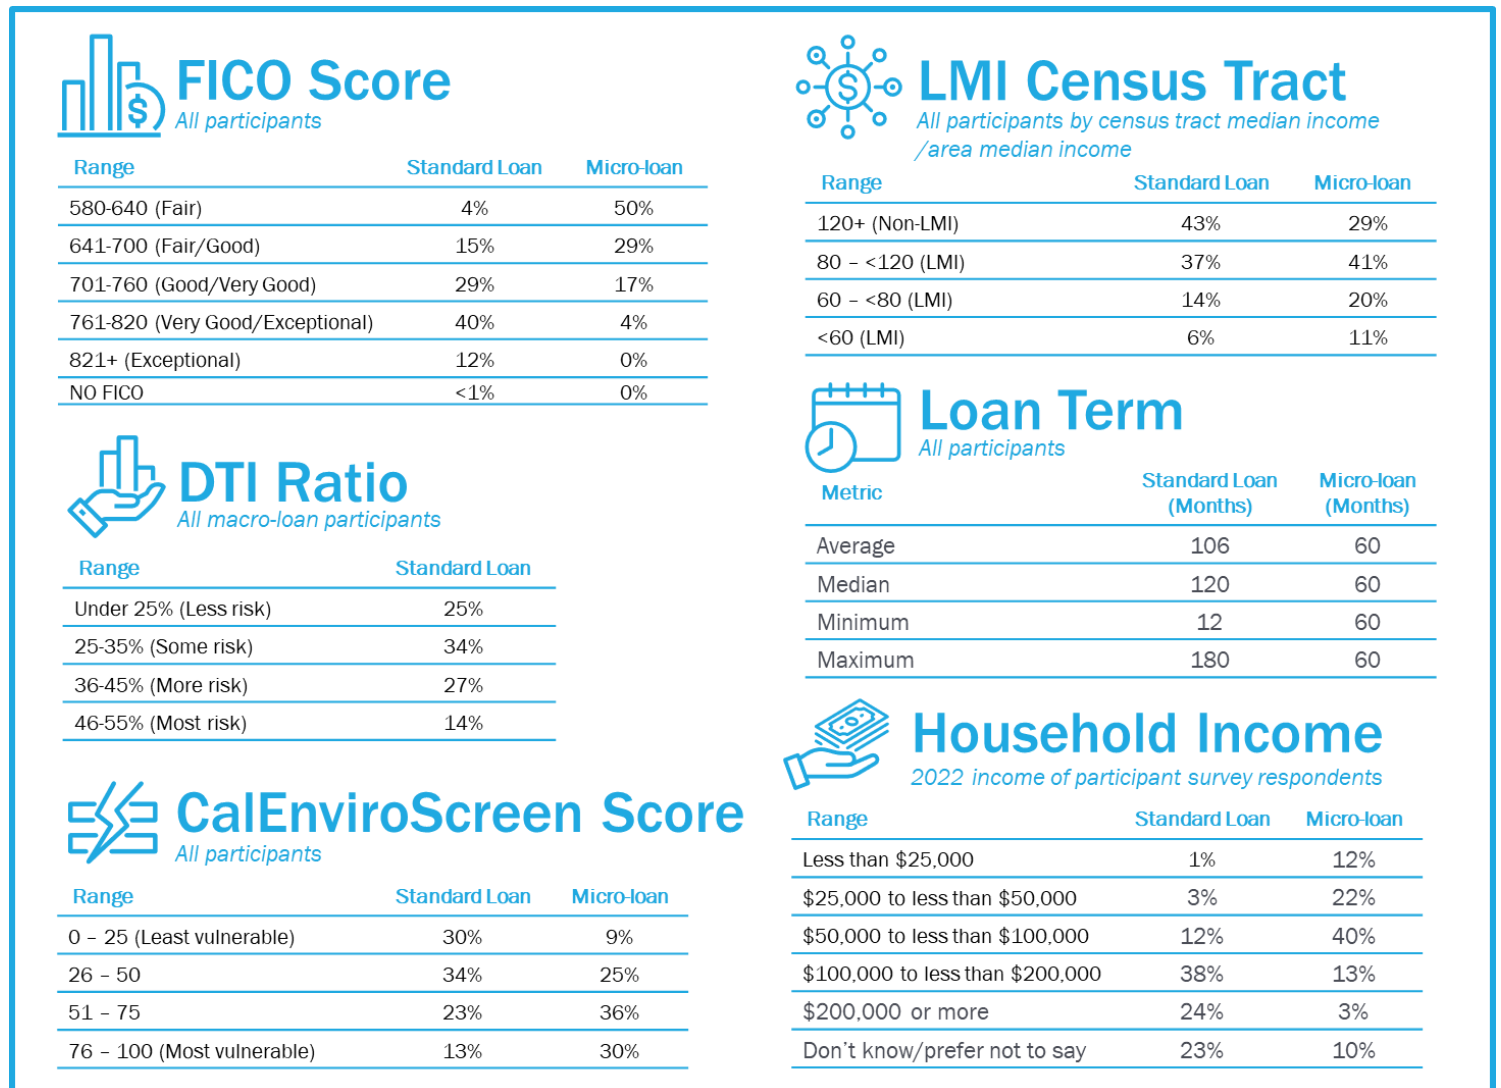 FICO Score
All participants
Range Standard Loan Micro-loan
580-640 (Fair) 4% 50%
641-700 (Fair/Good) 15% 29%
701-760 (Good/Very Good) 29% 17%
761-820 (Very Good/Exceptional) 40% 4%
821+ (Exceptional) 12% 0%
NO FICO <1% 0%
DTI Ratio
All macro-loan participants
Range Standard Loan
Under 25% (Less risk) 25%
25-35% (Some risk) 34%
36-45% (More risk) 27%
46-55% (Most risk) 14%
CalEnviroScreen Score
All participants
Range Standard Loan Micro-loan
0 – 25 (Least vulnerable) 30% 9%
26 – 50 34% 25%
51 – 75 23% 36%
76 – 100 (Most vulnerable) 13% 30%
LMI Census Tract
All participants by census tract median income
/area median income
Range Standard Loan Micro-loan
120+ (Non-LMI) 43% 29%
80 – <120 (LMI) 37% 41%
60 – <80 (LMI) 14% 20%
<60 (LMI) 6% 11%
Loan Term
All participants
Metric Standard Loan (Months) Micro-loan (Months)
Average 106 60
Median 120 60
Minimum 12 60
Maximum 180 60
Household Income
2022 income of participant survey respondents
Range Standard Loan Micro-loan
Less than $25,000 1% 12%
$25,000 to less than $50,000 3% 22%
$50,000 to less than $100,000 12% 40%
$100,000 to less than $200,000 38% 13%
$200,000 or more 24% 3%
Don't know/prefer not to say 23% 10%